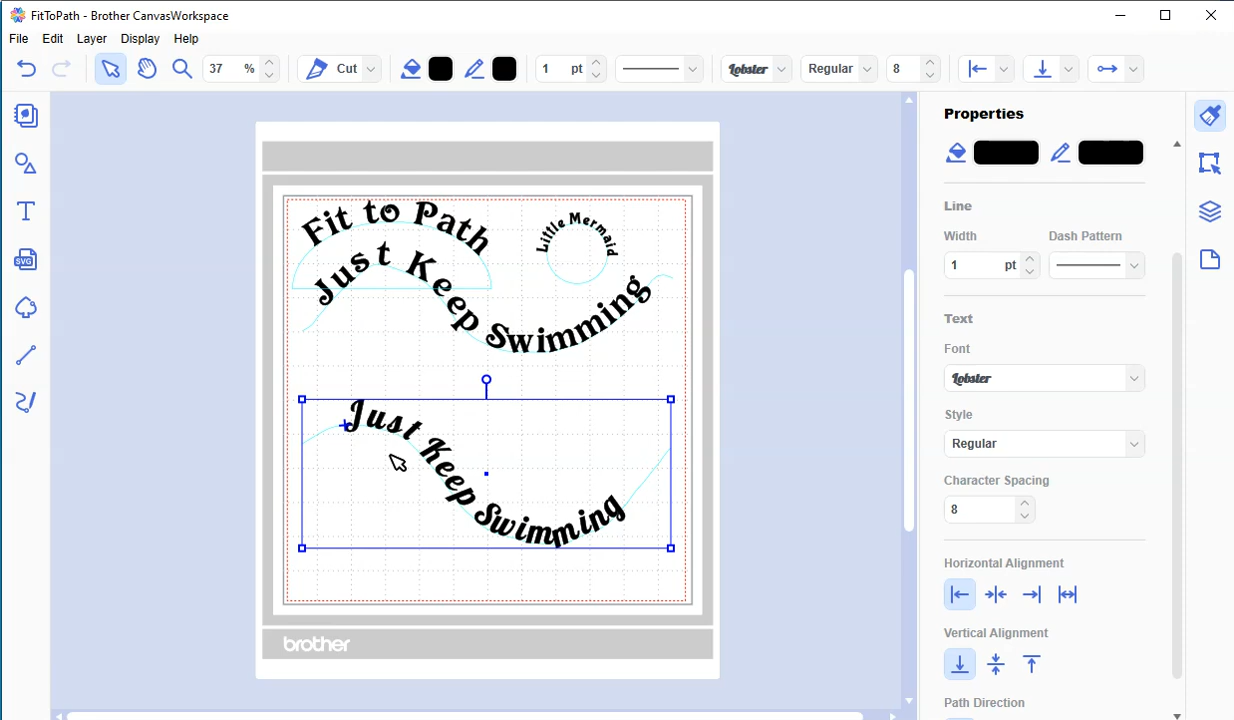 FitToPath - Brother CanvasWorkspace
File Edit Layer Display Help
37 % Cut 1 pt Lobster Regular 8
Properties
Line
Width Dash Pattern
1 pt
Text
Font
Lobster
Style
Regular
Character Spacing
8
Horizontal Alignment
Vertical Alignment
Path Direction
SVG
Fit to Path
Little Mermaid
Just Keep Swimming
Just Keep Swimming
brother